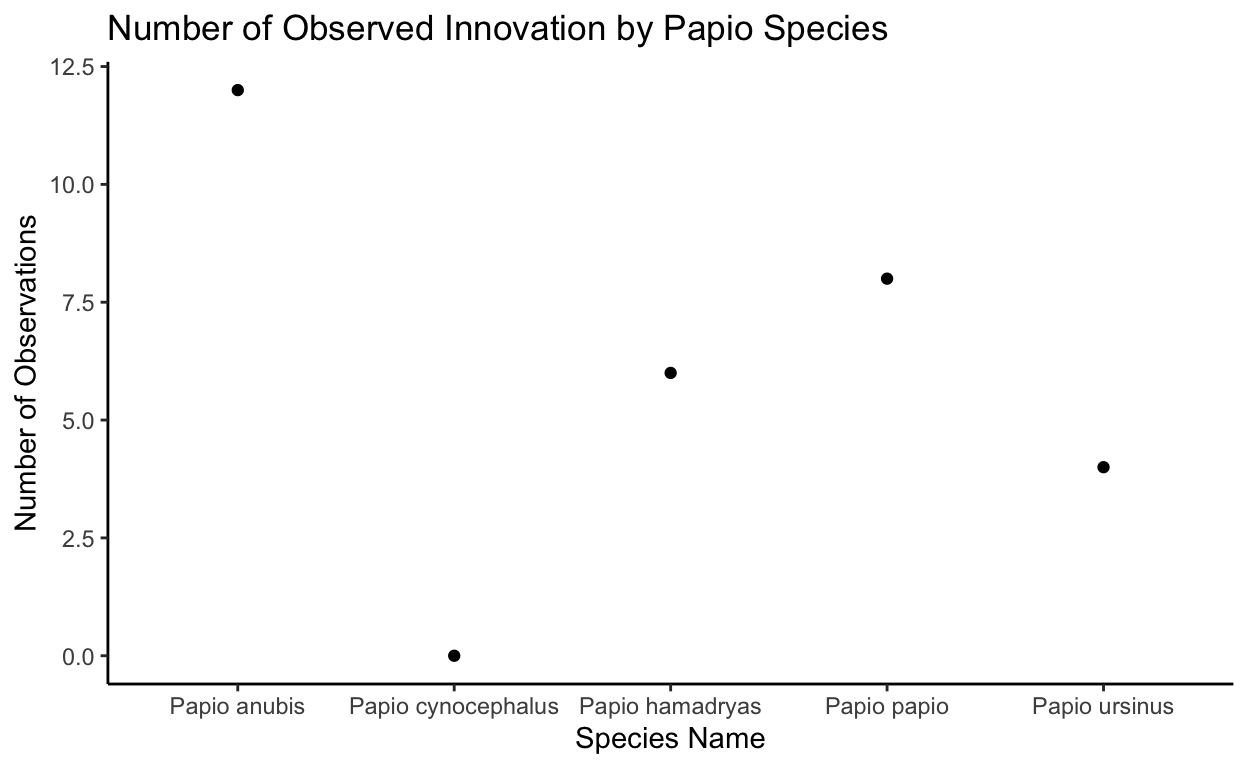 Number of Observed Innovation by Papio Species
Number of Observations
12.5
10.0
7.5
5.0
2.5
0.0
Papio anubis
Papio cynocephalus
Papio hamadryas
Papio papio
Papio ursinus
Species Name